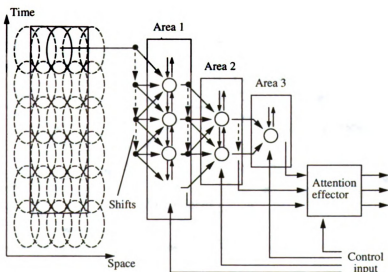 Time
Area 1
Area 2
Area 3
Shifts
Attention
effector
Space
Control
input